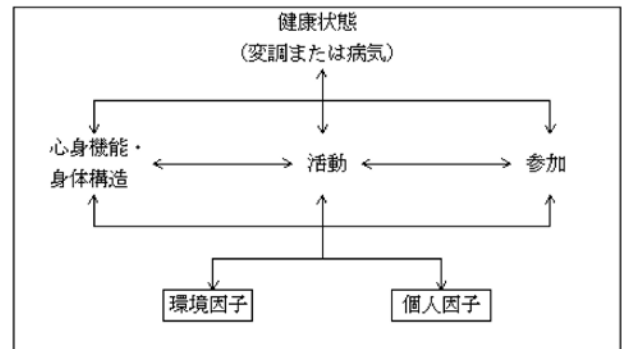 健康状態
（変調または病気）
心身機能・
身体構造
活動
参加
環境因子
個人因子